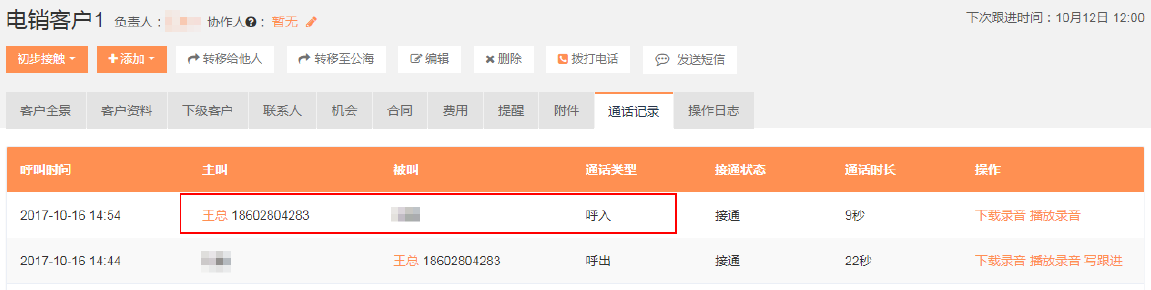 电销客户1 负责人： 协作人?： 暂无 下次跟进时间：10月12日 12:00
初步接触 添加 转移给他人 转移至公海 编辑 删除 拨打电话 发送短信
客户全景 客户资料 下级客户 联系人 机会 合同 费用 提醒 附件 通话记录 操作日志
呼叫时间 主叫 被叫 通话类型 接通状态 通话时长 操作
2017-10-16 14:54 王总 18602804283 呼入 接通 9秒 下载录音 播放录音
2017-10-16 14:44 王总 18602804283 呼出 接通 22秒 下载录音 播放录音 写跟进